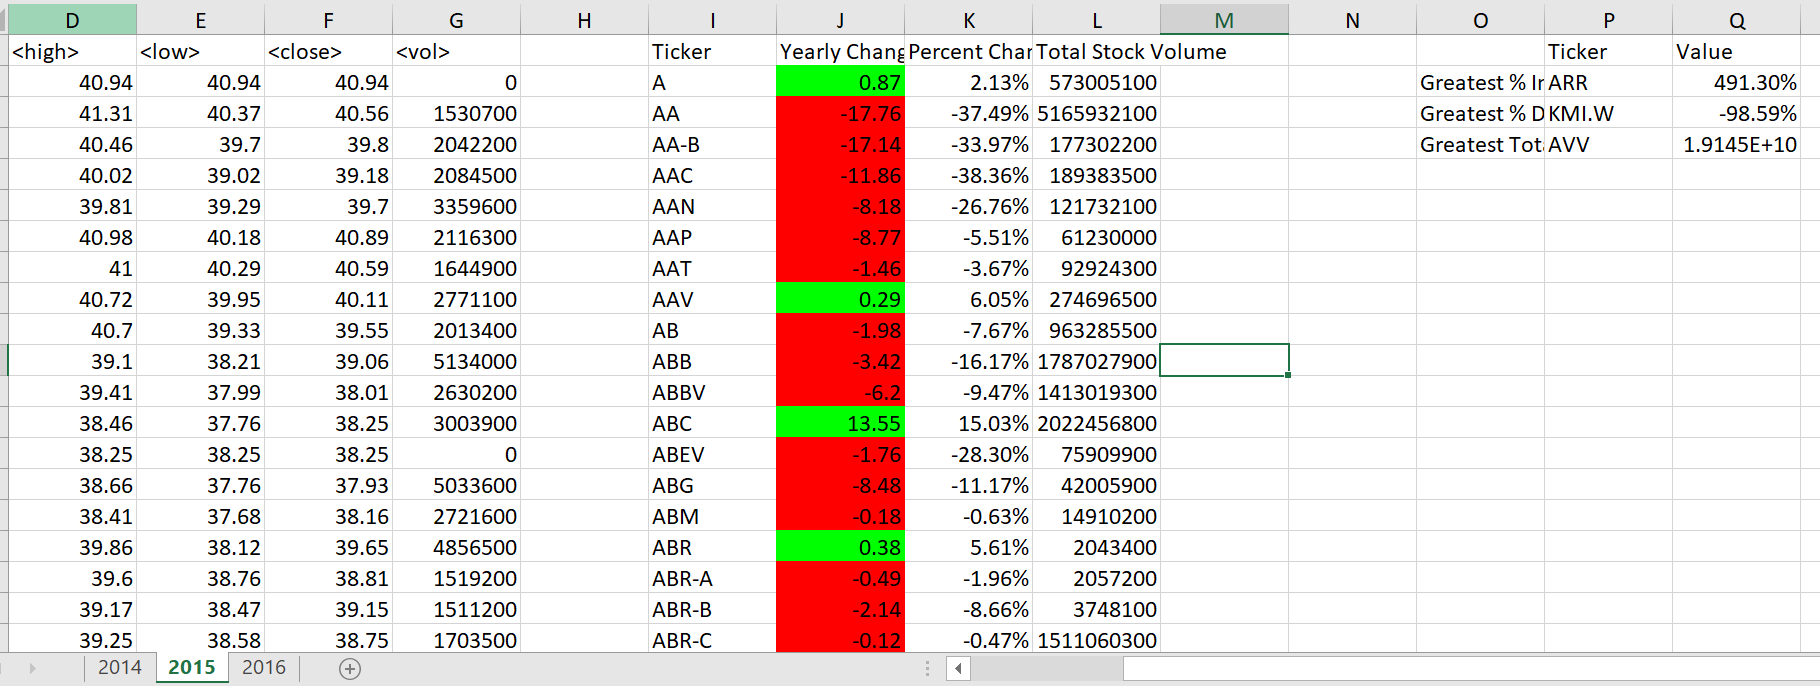 D E F G H I J K L M N O P Q
<high> <low> <close> <vol> Ticker Yearly Chang Percent Char Total Stock Volume Ticker Value
40.94 40.94 40.94 0 A 0.87 2.13% 573005100 Greatest % Ir ARR 491.30%
41.31 40.37 40.56 1530700 AA -17.76 -37.49% 5165932100 Greatest % D KMI.W -98.59%
40.46 39.7 39.8 2042200 AA-B -17.14 -33.97% 177302200 Greatest Tot AVV 1.9145E+10
40.02 39.02 39.18 2084500 AAC -11.86 -38.36% 189383500
39.81 39.29 39.7 3359600 AAN -8.18 -26.76% 121732100
40.98 40.18 40.89 2116300 AAP -8.77 -5.51% 61230000
41 40.29 40.59 1644900 AAT -1.46 -3.67% 92924300
40.72 39.95 40.11 2771100 AAV 0.29 6.05% 274696500
40.7 39.33 39.55 2013400 AB -1.98 -7.67% 963285500
39.1 38.21 39.06 5134000 ABB -3.42 -16.17% 1787027900
39.41 37.99 38.01 2630200 ABBV -6.2 -9.47% 1413019300
38.46 37.76 38.25 3003900 ABC 13.55 15.03% 2022456800
38.25 38.25 38.25 0 ABEV -1.76 -28.30% 75909900
38.66 37.76 37.93 5033600 ABG -8.48 -11.17% 42005900
38.41 37.68 38.16 2721600 ABM -0.18 -0.63% 14910200
39.86 38.12 39.65 4856500 ABR 0.38 5.61% 2043400
39.6 38.76 38.81 1519200 ABR-A -0.49 -1.96% 2057200
39.17 38.47 39.15 1511200 ABR-B -2.14 -8.66% 3748100
39.25 38.58 38.75 1703500 ABR-C -0.12 -0.47% 1511060300
2014 2015 2016